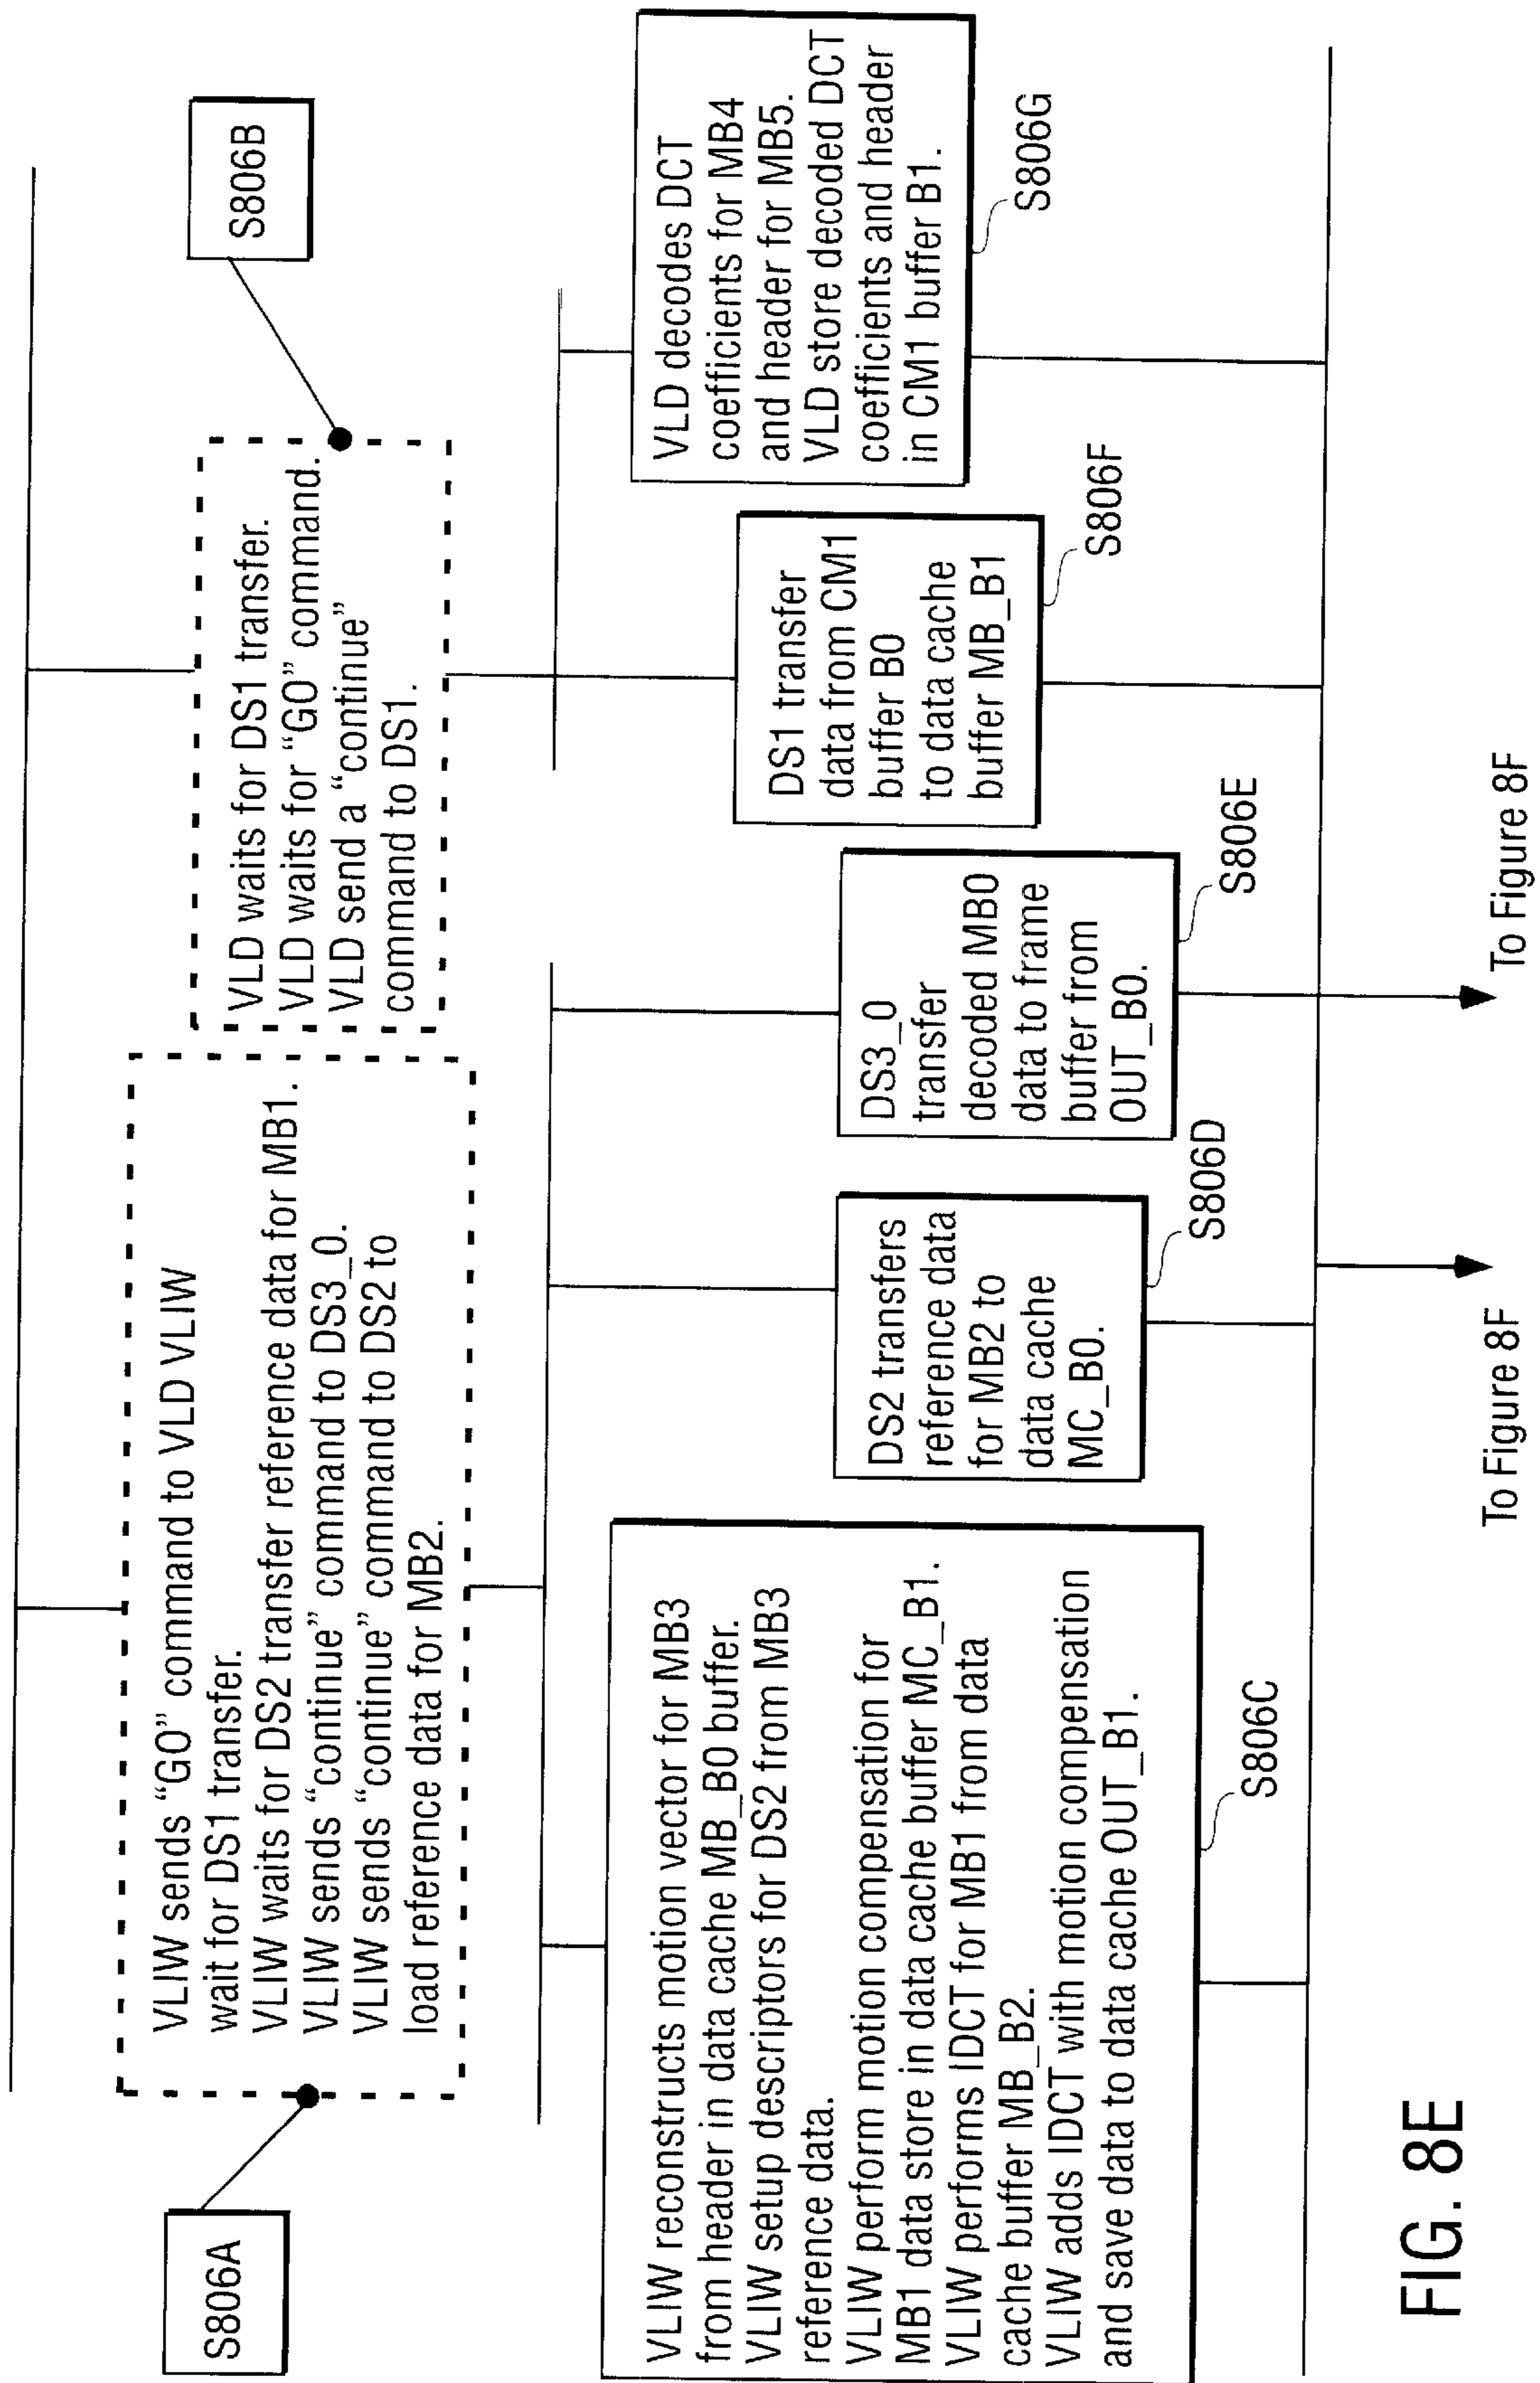 S806A
VLIW sends “GO” command to VLD VLIW
wait for DS1 transfer.
VLIW waits for DS2 transfer reference data for MB1.
VLIW sends “continue” command to DS3_0.
VLIW sends “continue” command to DS2 to
load reference data for MB2.
VLD waits for DS1 transfer.
VLD waits for “GO” command.
VLD send a “continue”
command to DS1.
S806B
VLIW reconstructs motion vector for MB3
from header in data cache MB_B0 buffer.
VLIW setup descriptors for DS2 from MB3
reference data.
VLIW perform motion compensation for
MB1 data store in data cache buffer MC_B1.
VLIW performs IDCT for MB1 from data
cache buffer MB_B2.
VLIW adds IDCT with motion compensation
and save data to data cache OUT_B1.
S806C
DS2 transfers
reference data
for MB2 to
data cache
MC_B0.
S806D
DS3_0
transfer
decoded MB0
data to frame
buffer from
OUT_B0.
S806E
DS1 transfer
data from CM1
buffer B0
to data cache
buffer MB_B1
S806F
VLD decodes DCT
coefficients for MB4
and header for MB5.
VLD store decoded DCT
coefficients and header
in CM1 buffer B1.
S806G
To Figure 8F
To Figure 8F
FIG. 8E